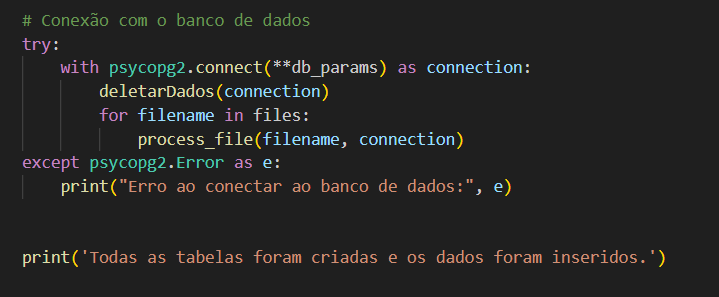 # Conexão com o banco de dados
try:
    with psycopg2.connect(**db_params) as connection:
        deletarDados(connection)
        for filename in files:
            process_file(filename, connection)
except psycopg2.Error as e:
    print("Erro ao conectar ao banco de dados:", e)
print('Todas as tabelas foram criadas e os dados foram inseridos.')